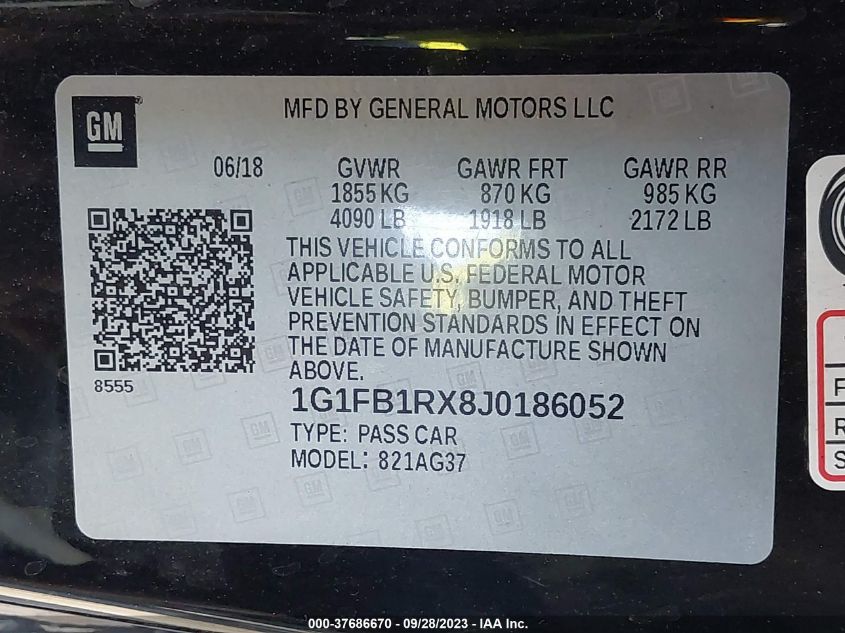 GM
MFD BY GENERAL MOTORS LLC
06/18 GVWR GAWR FRT GAWR RR
1855 KG 870 KG 985 KG
4090 LB 1918 LB 2172 LB
THIS VEHICLE CONFORMS TO ALL
APPLICABLE U.S. FEDERAL MOTOR
VEHICLE SAFETY, BUMPER, AND THEFT
PREVENTION STANDARDS IN EFFECT ON
THE DATE OF MANUFACTURE SHOWN
ABOVE.
8555
1G1FB1RX8J0186052
TYPE: PASS CAR
MODEL: 821AG37
F
R
S
000-37686670 - 09/28/2023 - IAA Inc.